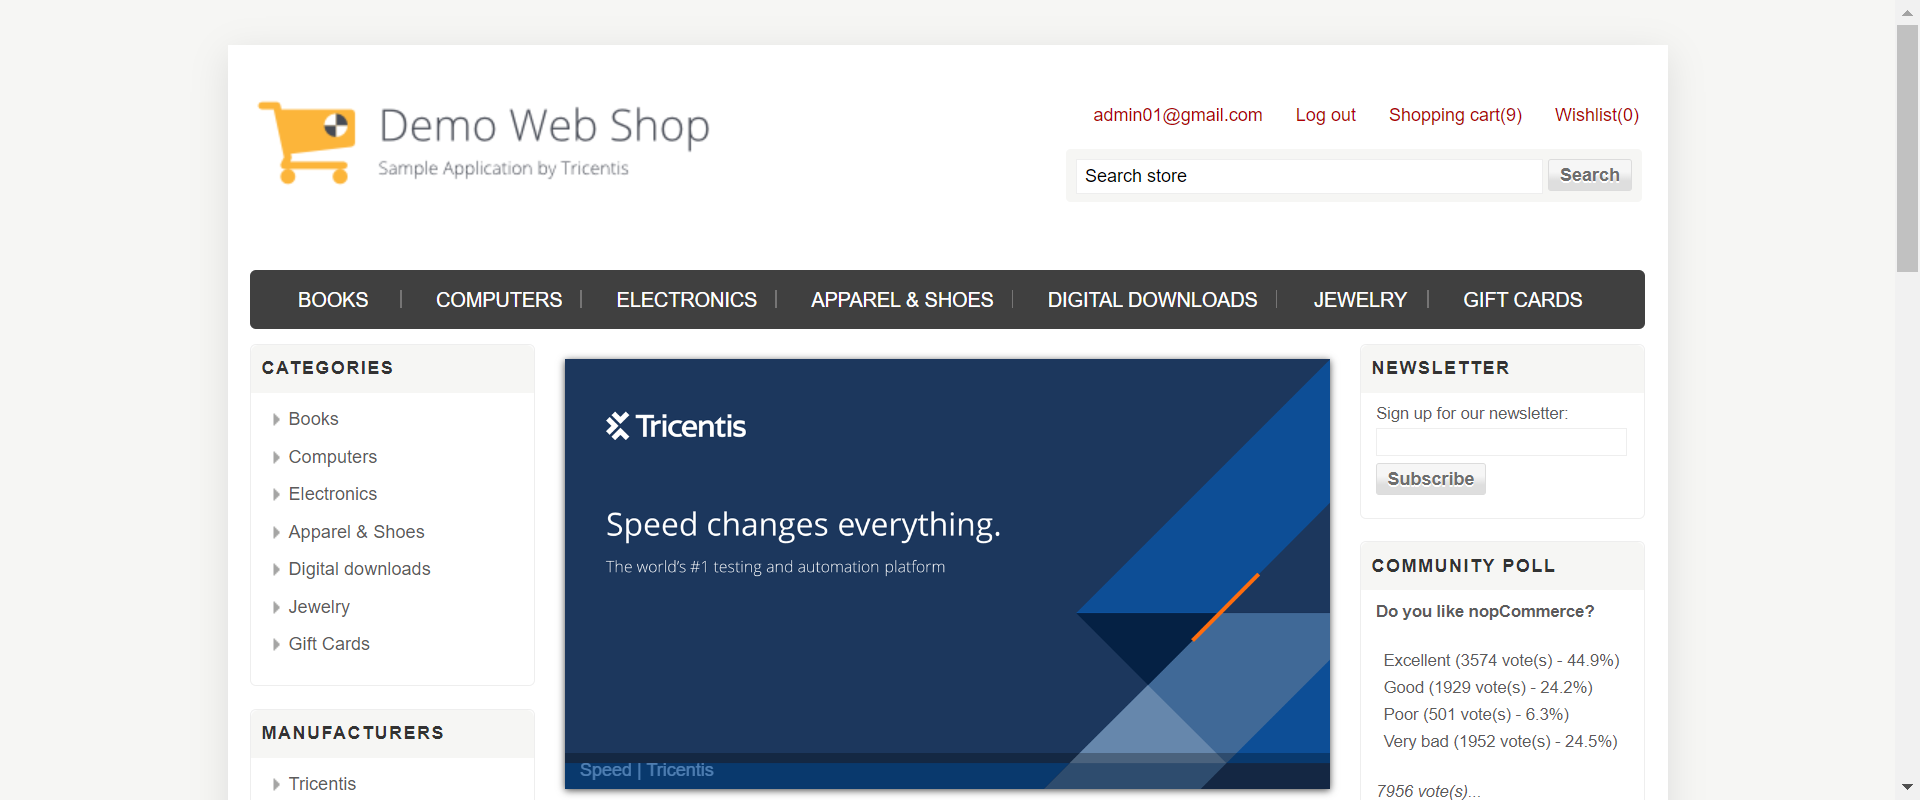 Demo Web Shop
Sample Application by Tricentis
admin01@gmail.com Log out Shopping cart(9) Wishlist(0)
Search store Search
BOOKS COMPUTERS ELECTRONICS APPAREL & SHOES DIGITAL DOWNLOADS JEWELRY GIFT CARDS
CATEGORIES
Books
Computers
Electronics
Apparel & Shoes
Digital downloads
Jewelry
Gift Cards
MANUFACTURERS
Tricentis
Tricentis
Speed changes everything.
The world's #1 testing and automation platform
Speed | Tricentis
NEWSLETTER
Sign up for our newsletter:
Subscribe
COMMUNITY POLL
Do you like nopCommerce?
Excellent (3574 vote(s) - 44.9%)
Good (1929 vote(s) - 24.2%)
Poor (501 vote(s) - 6.3%)
Very bad (1952 vote(s) - 24.5%)
7956 vote(s)...